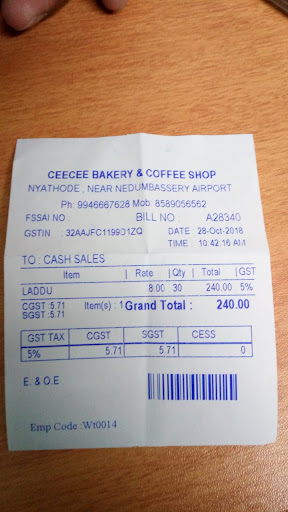 CEECEE BAKERY & COFFEE SHOP
NYATHODE , NEAR NEDUMBASSERY AIRPORT
Ph: 9946667628 Mob: 8589056562
FSSAI NO : BILL NO A28340
GSTIN : 32AAJFC1199D1ZQ DATE : 28-Oct-2018
TIME : 10:42:16 AM
TO : CASH SALES
Item Rate Qty Total GST
LADDU 8.00 30 240.00 5%
CGST :5.71 Item(s) : 1 Grand Total : 240.00
SGST: 5.71
GST TAX CGST SGST CESS
5% 5.71 5.71 0
E. & O.E
Emp Code :Wt0014